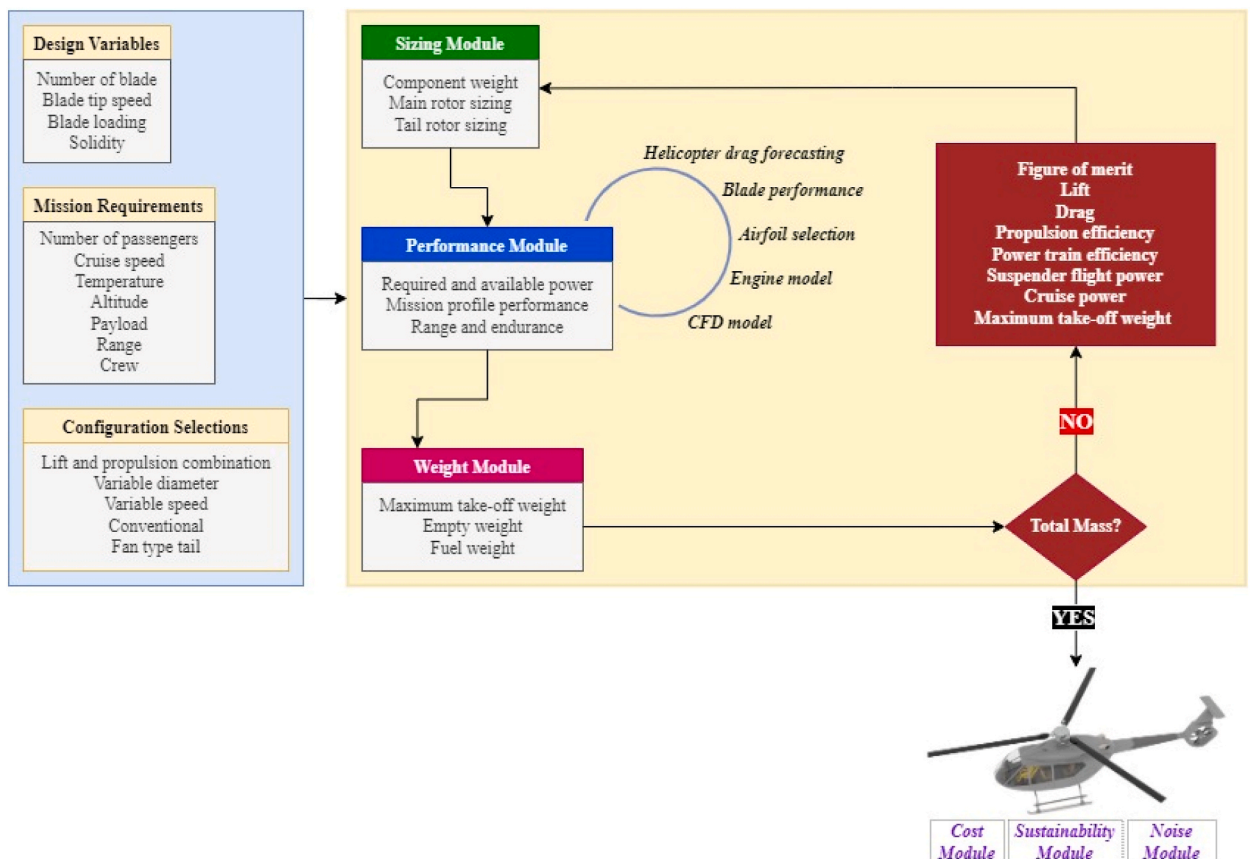 Design Variables
Number of blade
Blade tip speed
Blade loading
Solidity
Mission Requirements
Number of passengers
Cruise speed
Temperature
Altitude
Payload
Range
Crew
Configuration Selections
Lift and propulsion combination
Variable diameter
Variable speed
Conventional
Fan type tail
Sizing Module
Component weight
Main rotor sizing
Tail rotor sizing
Helicopter drag forecasting
Blade performance
Airfoil selection
Engine model
CFD model
Performance Module
Required and available power
Mission profile performance
Range and endurance
Weight Module
Maximum take-off weight
Empty weight
Fuel weight
Figure of merit
Lift
Drag
Propulsion efficiency
Power train efficiency
Suspender flight power
Cruise power
Maximum take-off weight
NO
Total Mass?
YES
Cost
Module
Sustainability
Module
Noise
Module